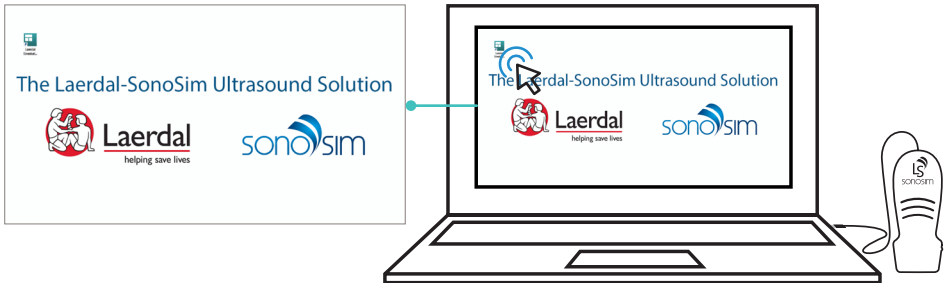 The Laerdal-SonoSim Ultrasound Solution
Laerdal
helping save lives
sonosim
The Laerdal-SonoSim Ultrasound Solution
Laerdal
helping save lives
sonosim
LS
sonosim